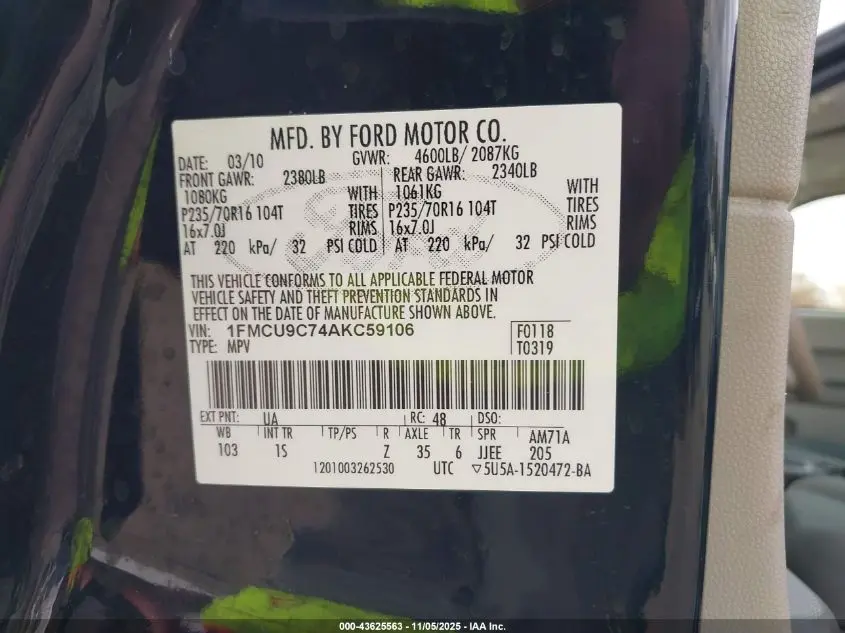 MFD. BY FORD MOTOR CO.
DATE: 03/10 GVWR: 4600LB/ 2087KG
FRONT GAWR: 2380LB REAR GAWR: 2340LB
1080KG WITH 1061KG WITH
P235/70R16 104T TIRES P235/70R16 104T TIRES
16x7.0J RIMS 16x7.0J RIMS
AT 220 kPa/ 32 PSI COLD AT 220 kPa/ 32 PSI COLD
THIS VEHICLE CONFORMS TO ALL APPLICABLE FEDERAL MOTOR
VEHICLE SAFETY AND THEFT PREVENTION STANDARDS IN
EFFECT ON THE DATE OF MANUFACTURE SHOWN ABOVE.
VIN: 1FMCU9C74AKC59106 F0118
TYPE: MPV T0319
EXT PNT: UA RC: 48 DSO:
WB INT TR TP/PS R AXLE TR SPR AM71A
103 1S Z 35 6 JJEE 205
1201003262530 UTC ▽5U5A-1520472-BA
000-43625563 - 11/05/2025 - IAA Inc.